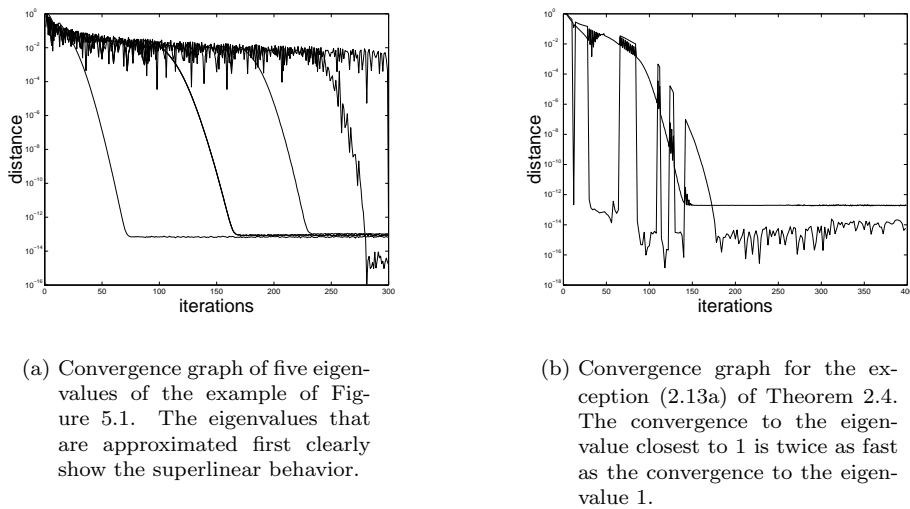 10^0
10^-2
10^-4
10^-6
10^-8
10^-10
10^-12
10^-14
10^-16
distance
0 50 100 150 200 250 300
iterations
10^0
10^-2
10^-4
10^-6
10^-8
10^-10
10^-12
10^-14
10^-16
10^-18
distance
0 50 100 150 200 250 300 350 400
iterations
(a) Convergence graph of five eigen-
values of the example of Fig-
ure 5.1. The eigenvalues that
are approximated first clearly
show the superlinear behavior.
(b) Convergence graph for the ex-
ception (2.13a) of Theorem 2.4.
The convergence to the eigen-
value closest to 1 is twice as fast
as the convergence to the eigen-
value 1.